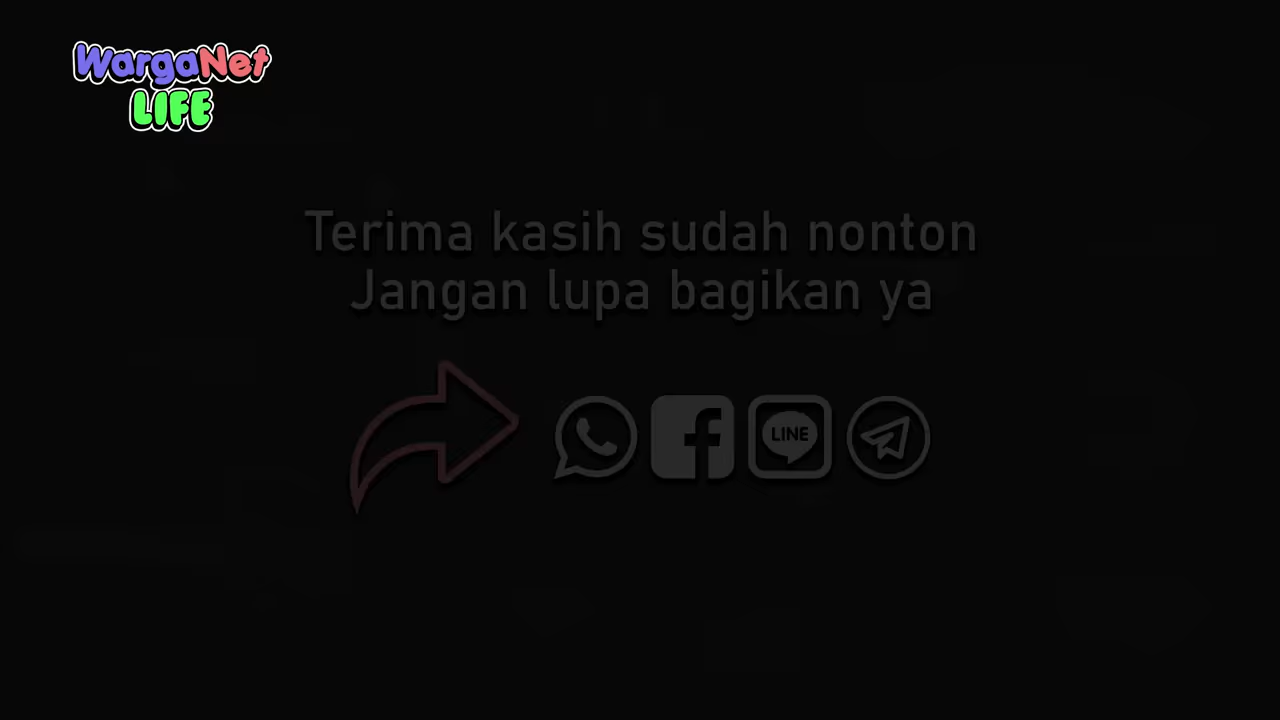 WargaNet
LIFE
Terima kasih sudah nonton
Jangan lupa bagikan ya
LINE